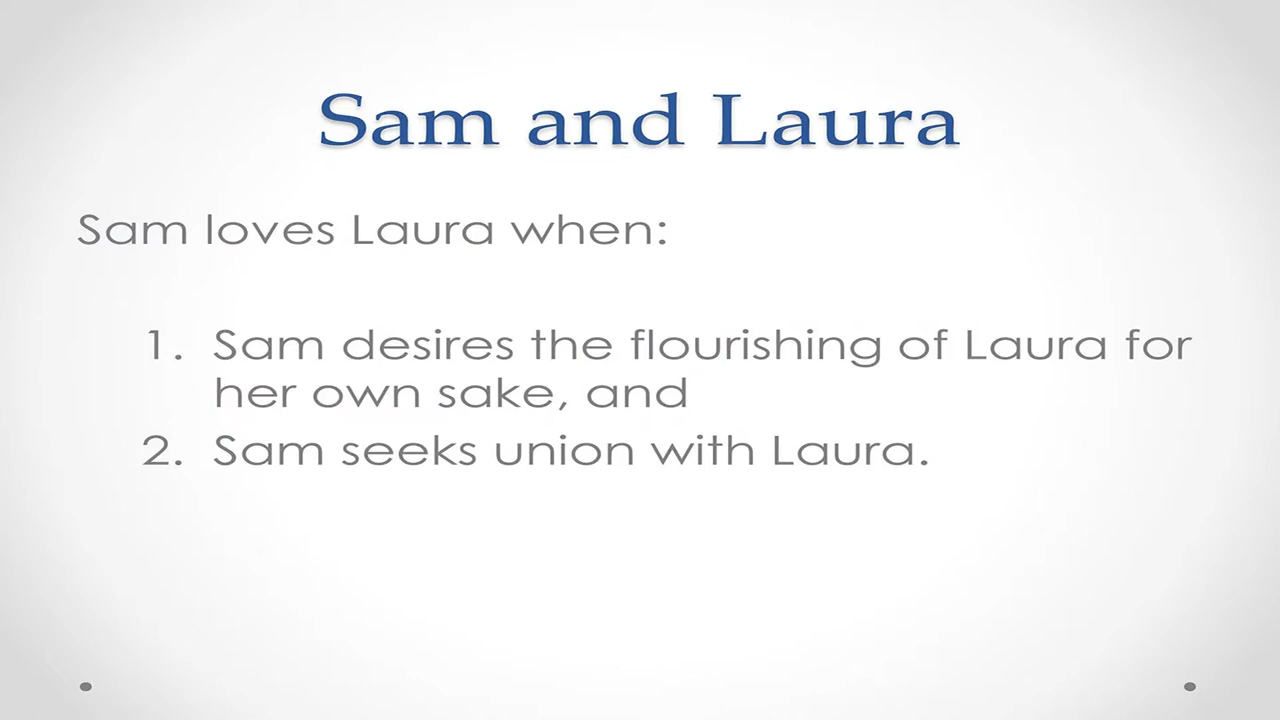 Sam and Laura
Sam loves Laura when:
1. Sam desires the flourishing of Laura for
her own sake, and
2. Sam seeks union with Laura.